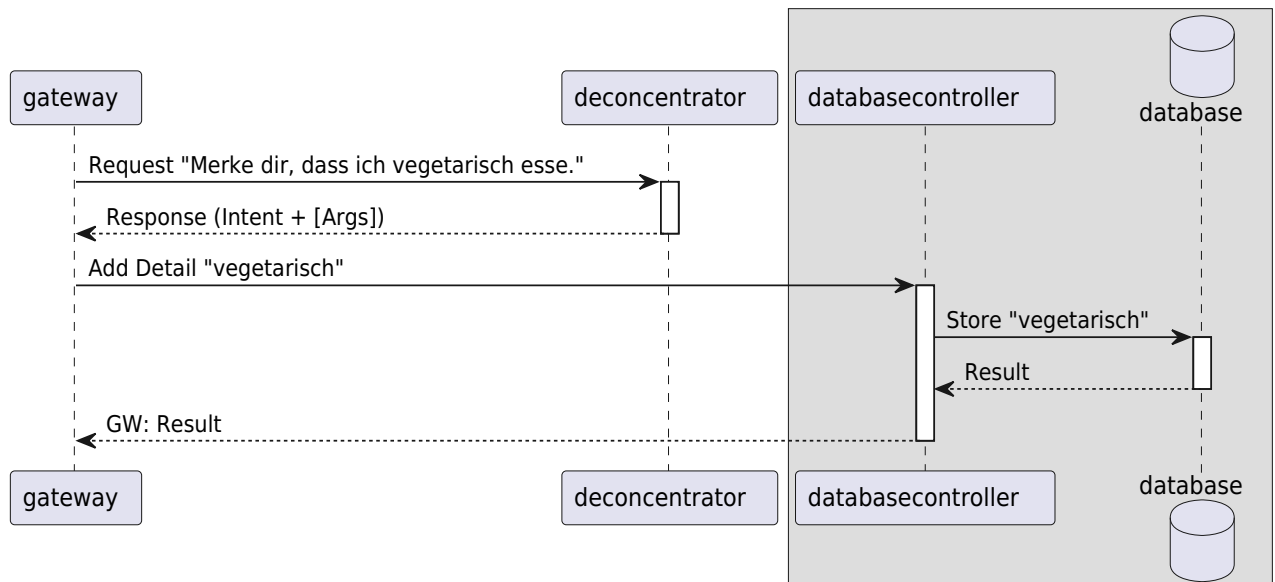 gateway
deconcentrator
databasecontroller
database
Request "Merke dir, dass ich vegetarisch esse."
Response (Intent + [Args])
Add Detail "vegetarisch"
Store "vegetarisch"
Result
GW: Result
gateway
deconcentrator
databasecontroller
database